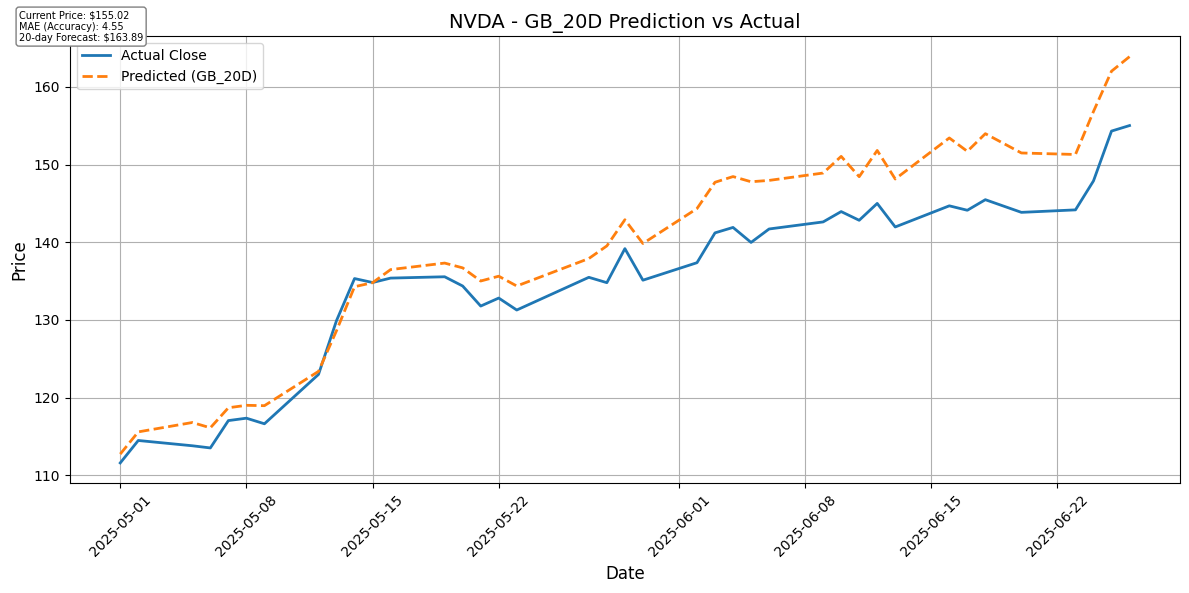 NVDA - GB_20D Prediction vs Actual
Current Price: $155.02
MAE (Accuracy): 4.55
20-day Forecast: $163.89
Actual Close
Predicted (GB_20D)
Price
160
150
140
130
120
110
2025-05-01
2025-05-08
2025-05-15
2025-05-22
2025-06-01
2025-06-08
2025-06-15
2025-06-22
Date